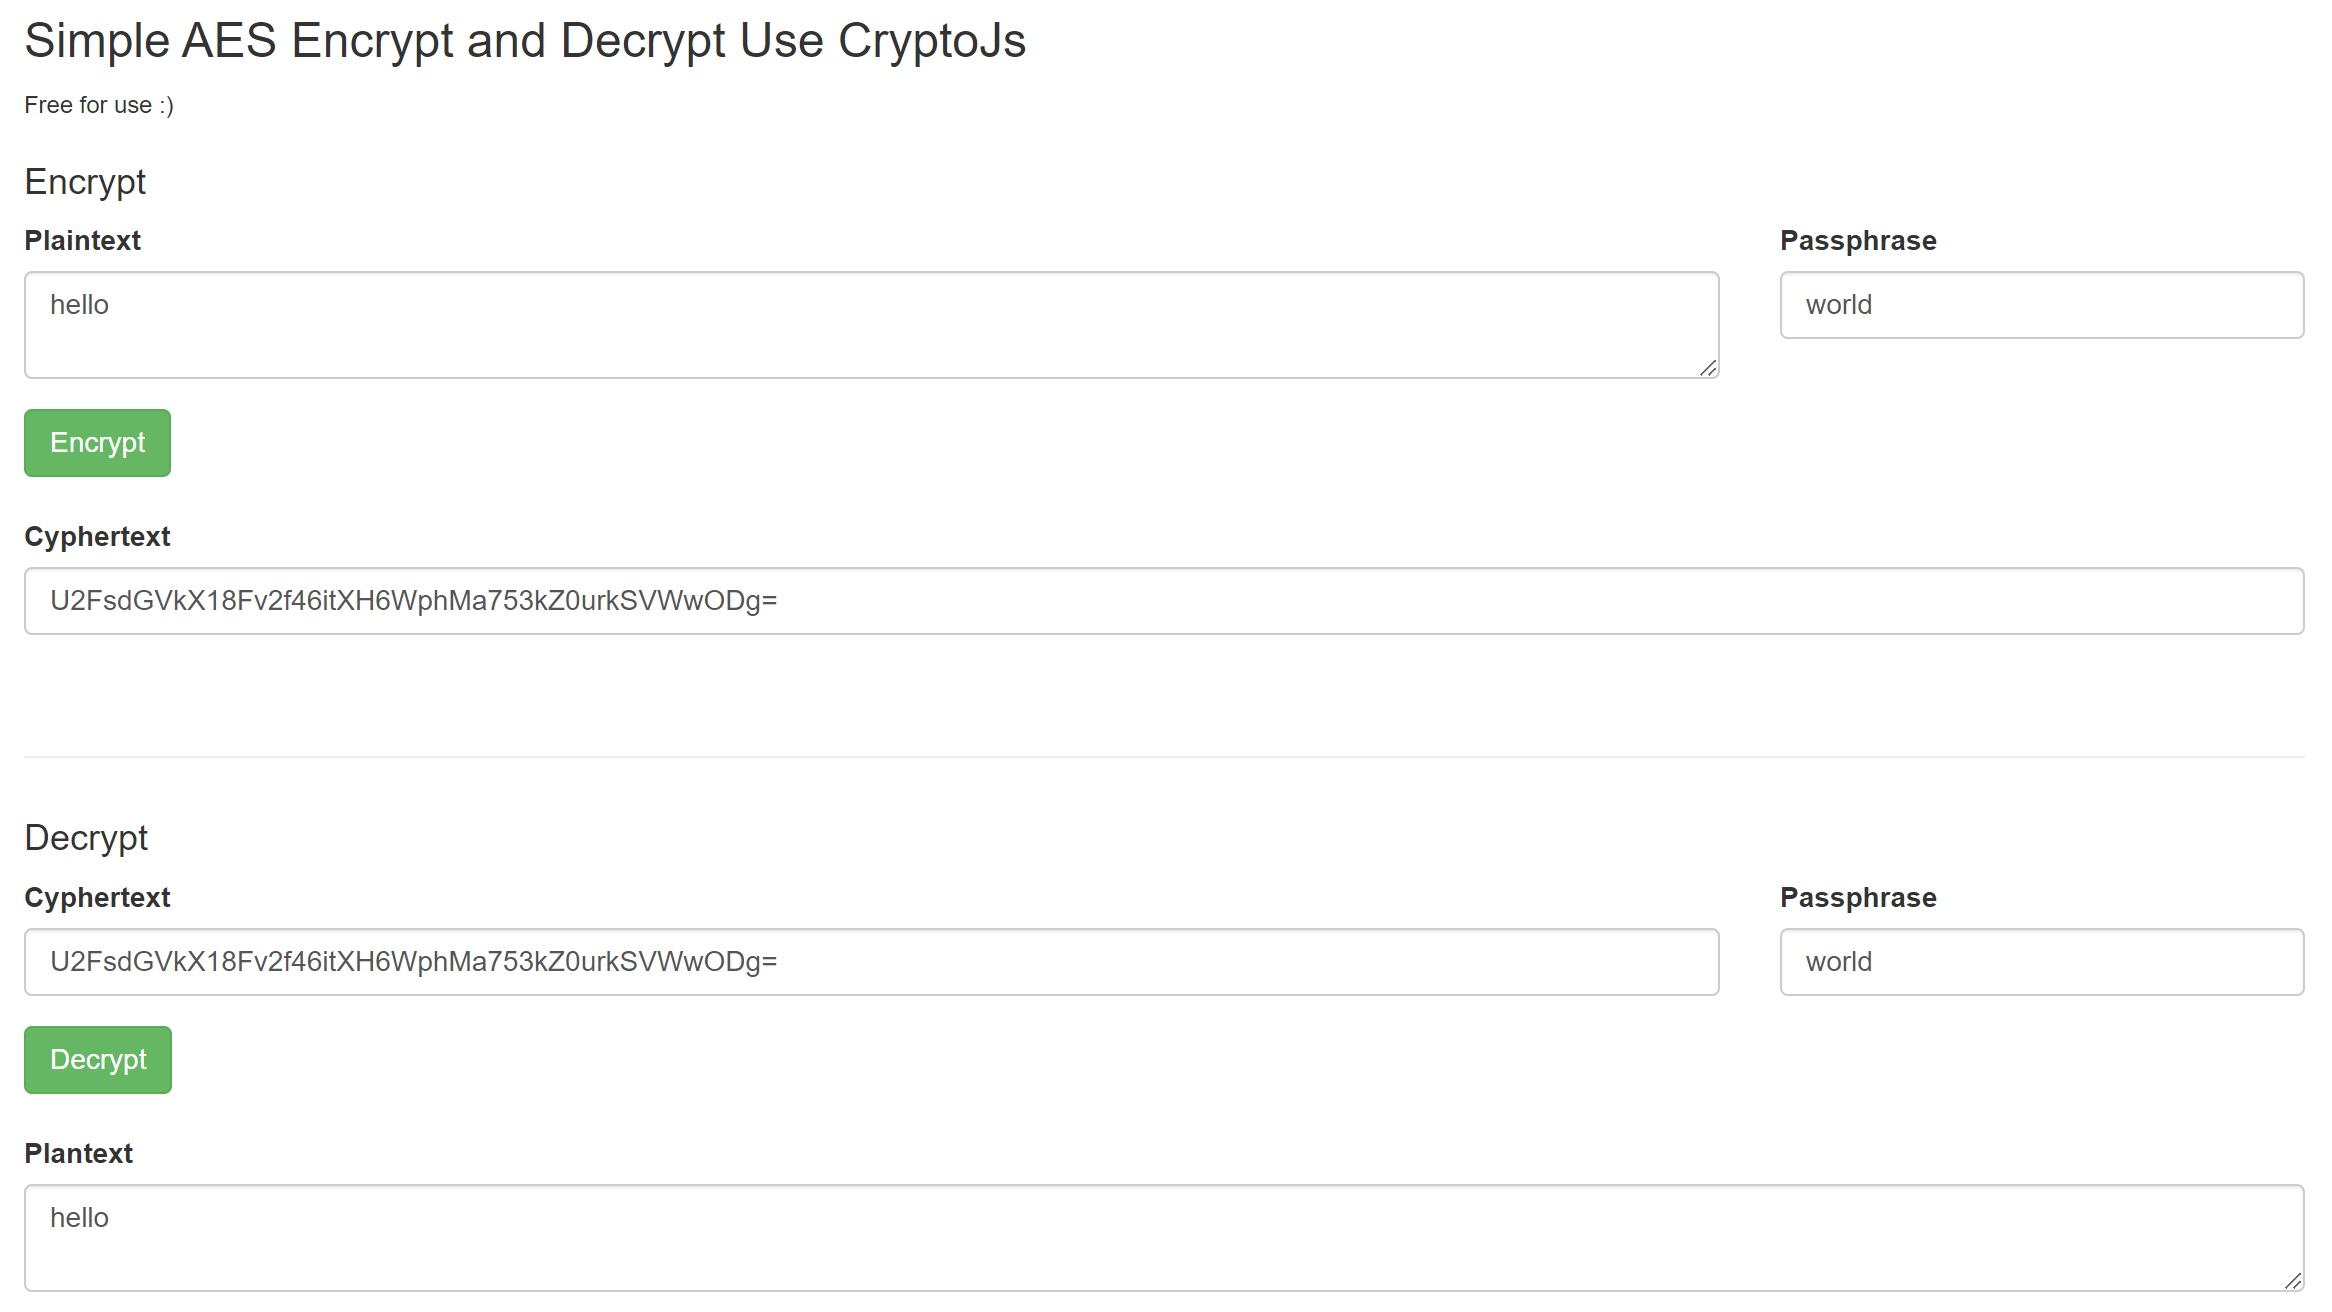 Simple AES Encrypt and Decrypt Use CryptoJs
Free for use :)
Encrypt
Plaintext
Passphrase
hello
world
Encrypt
Cyphertext
U2FsdGVkX18Fv2f46itXH6WphMa753kZ0urkSVWwODg=
Decrypt
Cyphertext
Passphrase
U2FsdGVkX18Fv2f46itXH6WphMa753kZ0urkSVWwODg=
world
Decrypt
Plantext
hello